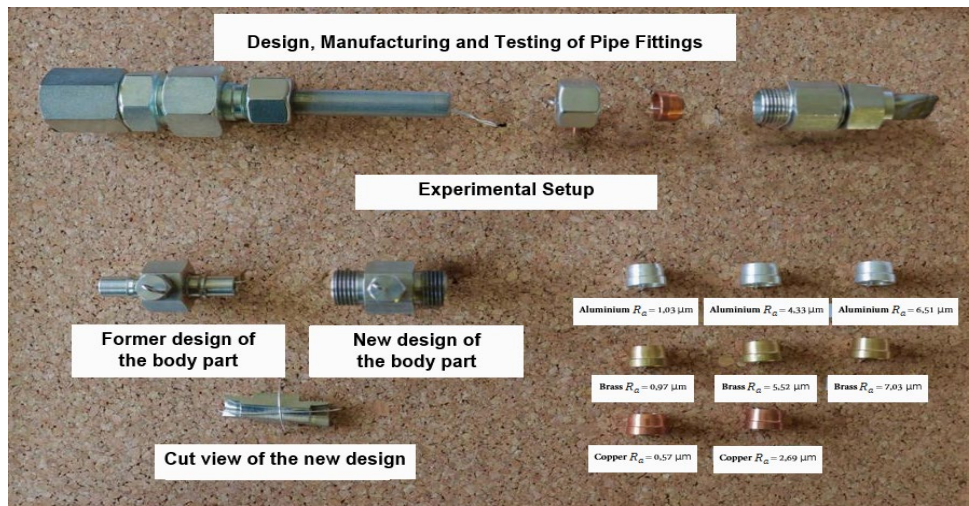 Design, Manufacturing and Testing of Pipe Fittings
Experimental Setup
Former design of
the body part
New design of
the body part
Cut view of the new design
Aluminium Rₐ = 1,03 μm
Aluminium Rₐ = 4,33 μm
Aluminium Rₐ = 6,51 μm
Brass Rₐ = 0,97 μm
Brass Rₐ = 5,52 μm
Brass Rₐ = 7,03 μm
Copper Rₐ = 0,57 μm
Copper Rₐ = 2,69 μm